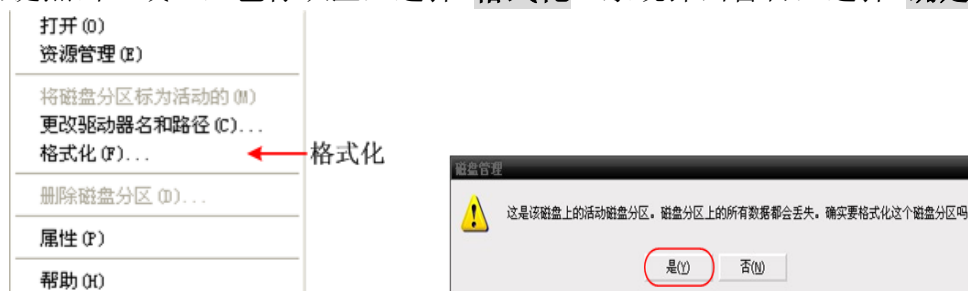 格式化
打开(O)
资源管理(E)
将磁盘分区标为活动的(M)
更改驱动器名和路径(C)...
格式化(F)...
格式化
删除磁盘分区(D)...
属性(P)
帮助(H)
磁盘管理
这是该磁盘上的活动磁盘分区。磁盘分区上的所有数据都会丢失。确实要格式化这个磁盘分区吗
是(Y)
否(N)